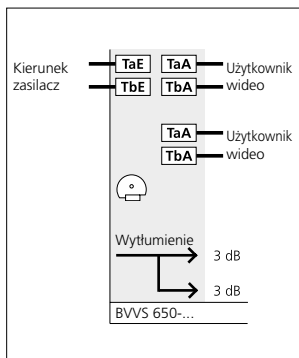 Kierunek TaE TaA Użytkownik
zasilacz TbE TbA wideo
TaA Użytkownik
TbA wideo
Wytłumienie
3 dB
3 dB
BVVS 650-...